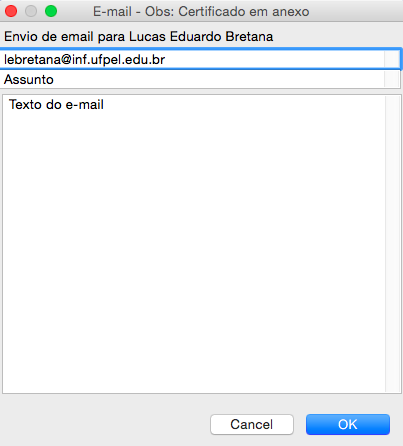 E-mail - Obs: Certificado em anexo
Envio de email para Lucas Eduardo Bretana
lebretana@inf.ufpel.edu.br
Assunto
Texto do e-mail
Cancel OK